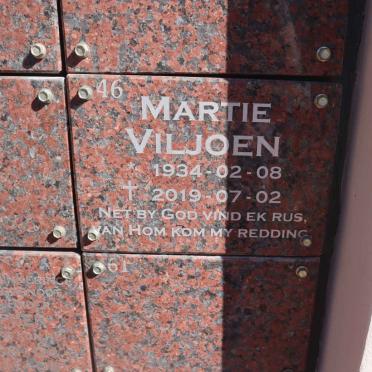 46
MARTIE
VILJOEN
* 1934-02-08
† 2019-07-02
NET BY GOD VIND EK RUS,
VAN HOM KOM MY REDDING
61